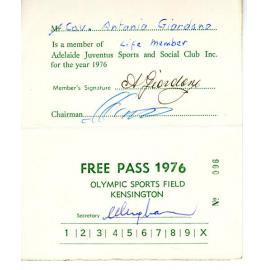 Mr Cav. Antonio Giordano
Is a member of Life Member
Adelaide Juventus Sports and Social Club Inc.
for the year 1976
Member's Signature A Giordano
Chairman
FREE PASS 1976
OLYMPIC SPORTS FIELD
KENSINGTON
Secretary
Nº 096
1|2|3|4|5|6|7|8|9|X